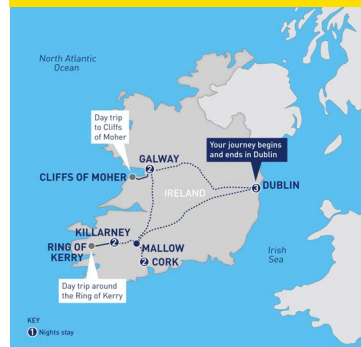 North Atlantic
Ocean
Day trip
to Cliffs
of Moher
GALWAY
2
Your journey begins
and ends in Dublin
CLIFFS OF MOHER
IRELAND
3 DUBLIN
KILLARNEY
2
RING OF
KERRY
MALLOW
2 CORK
Irish
Sea
Day trip around
the Ring of Kerry
KEY
1 Nights stay